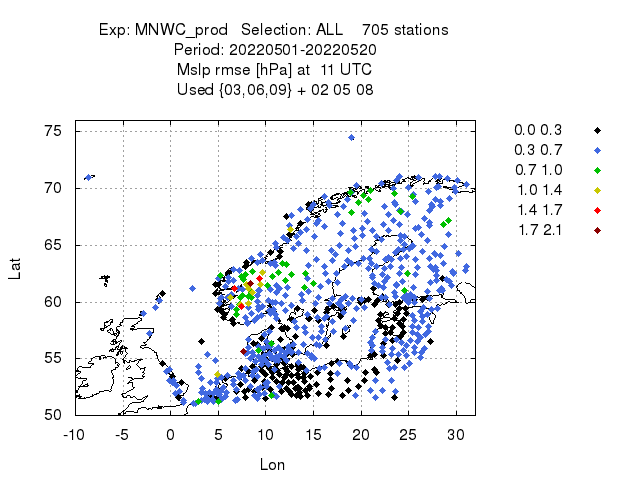 Exp: MNWC_prod Selection: ALL 705 stations
Period: 20220501-20220520
Mslp rmse [hPa] at 11 UTC
Used {03,06,09} + 02 05 08
0.0 0.3
0.3 0.7
0.7 1.0
1.0 1.4
1.4 1.7
1.7 2.1
75
70
65
60
55
50
Lat
-10 -5 0 5 10 15 20 25 30
Lon